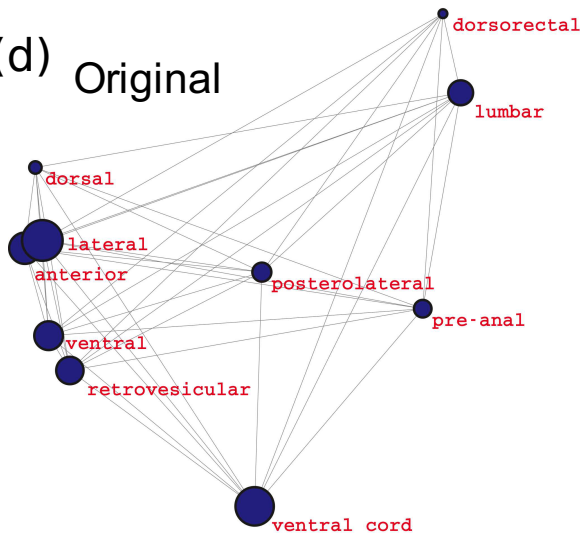 (d) Original
dorsorectal
lumbar
dorsal
lateral
anterior
posterolateral
pre-anal
ventral
retrovesicular
ventral cord